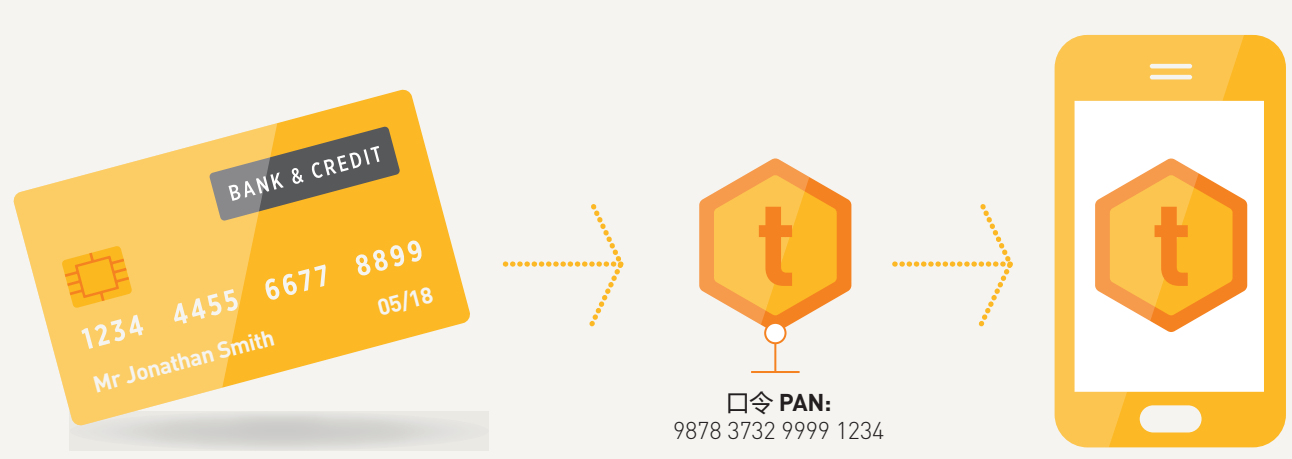 BANK & CREDIT
1234 4455 6677 8899
05/18
Mr Jonathan Smith
t
口令 PAN:
9878 3732 9999 1234
t